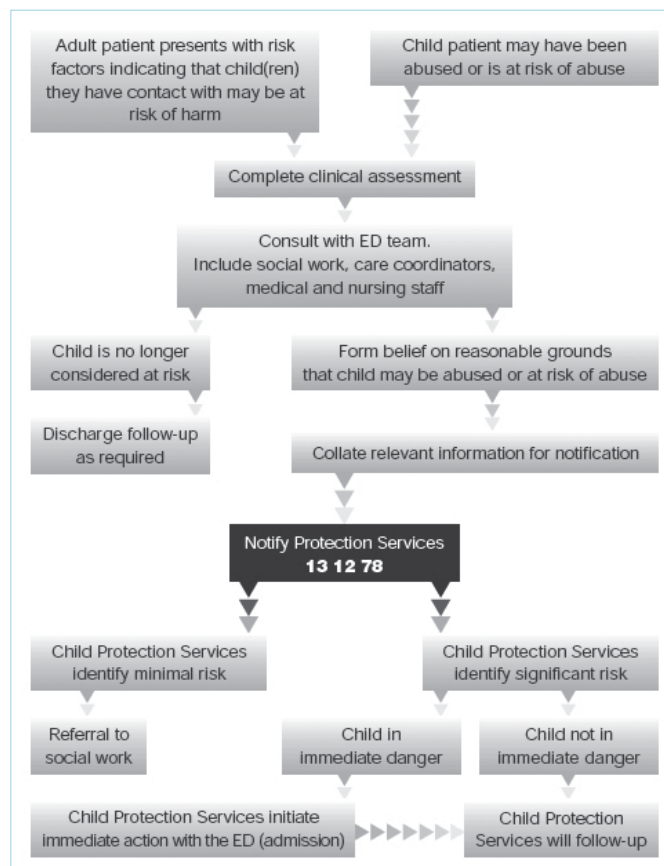 Adult patient presents with risk
factors indicating that child(ren)
they have contact with may be at
risk of harm
Child patient may have been
abused or is at risk of abuse
Complete clinical assessment
Consult with ED team.
Include social work, care coordinators,
medical and nursing staff
Child is no longer
considered at risk
Form belief on reasonable grounds
that child may be abused or at risk of abuse
Discharge follow-up
as required
Collate relevant information for notification
Notify Protection Services
13 12 78
Child Protection Services
identify minimal risk
Child Protection Services
identify significant risk
Referral to
social work
Child in
immediate danger
Child not in
immediate danger
Child Protection Services initiate
immediate action with the ED (admission)
Child Protection
Services will follow-up